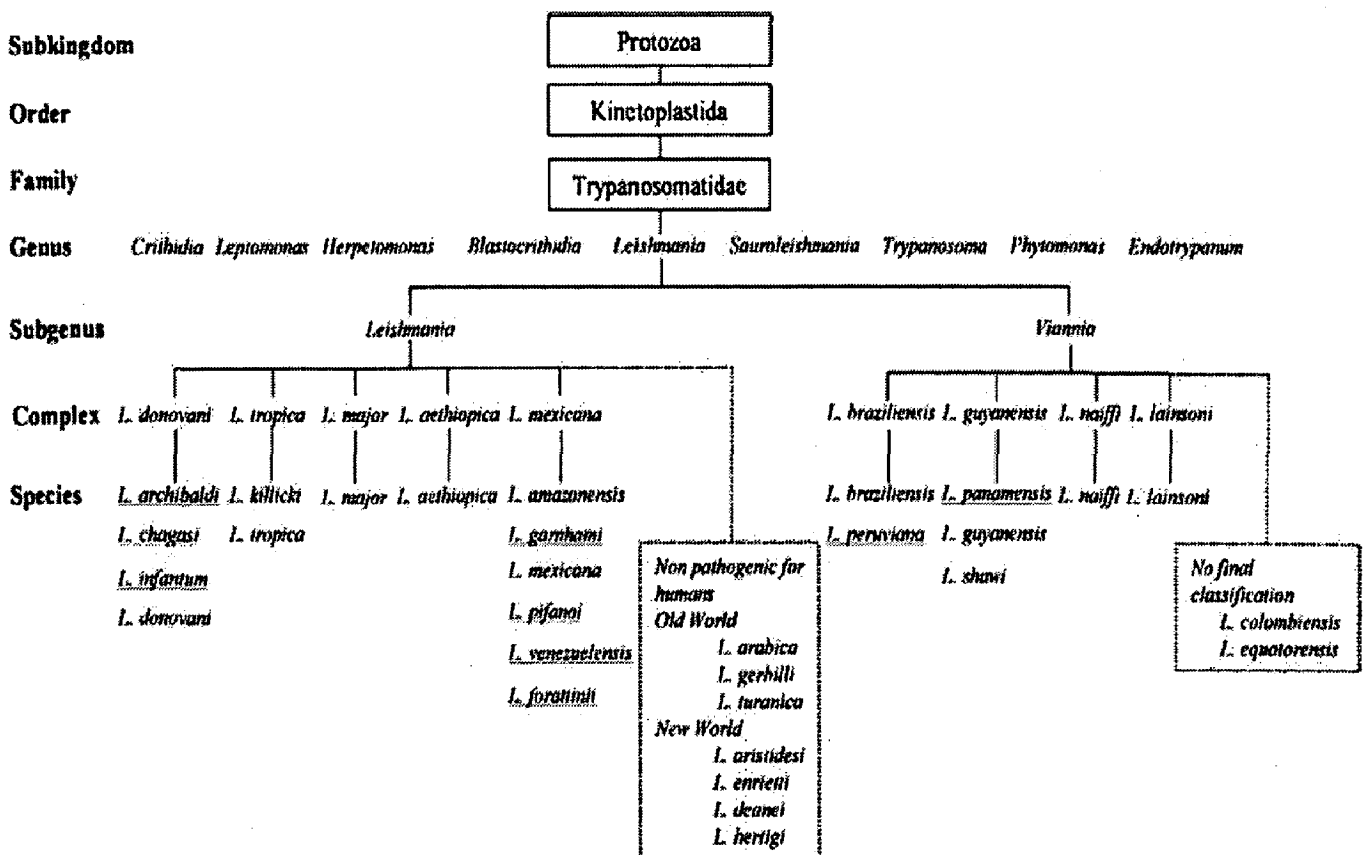 Subkingdom Protozoa
Order Kinetoplastida
Family Trypanosomatidae
Genus Crithidia Leptomonas Herpetomonas Blastocrithidia Leishmania Sauroleishmania Trypanosoma Phytomonas Endotrypanum
Subgenus Leishmania Viannia
Complex L. donovani L. tropica L. major L. aethiopica L. mexicana L. braziliensis L. guyanensis L. naiffi L. lainsoni
Species L. archibaldi L. killicki L. major L. aethiopica L. amazonensis L. braziliensis L. panamensis L. naiffi L. lainsoni
L. chagasi L. tropica L. garnhami L. peruviana L. guyanensis
L. infantum L. mexicana L. shawi
L. donovani L. pifanoi
L. venezuelensis
L. forattinii
Non pathogenic for
humans
Old World
L. arabica
L. gerbilli
L. turanica
New World
L. aristidesi
L. enrietti
L. deanei
L. hertigi
No final
classification
L. colombiensis
L. equatorensis